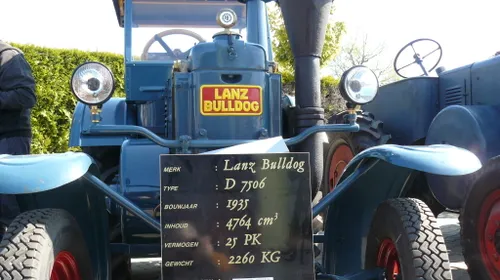 LANZ
BULLDOG
MERK : Lanz Bulldog
TYPE : D 7506
BOUWJAAR : 1935
INHOUD : 4764 cm³
VERMOGEN : 25 PK
GEWICHT : 2260 KG